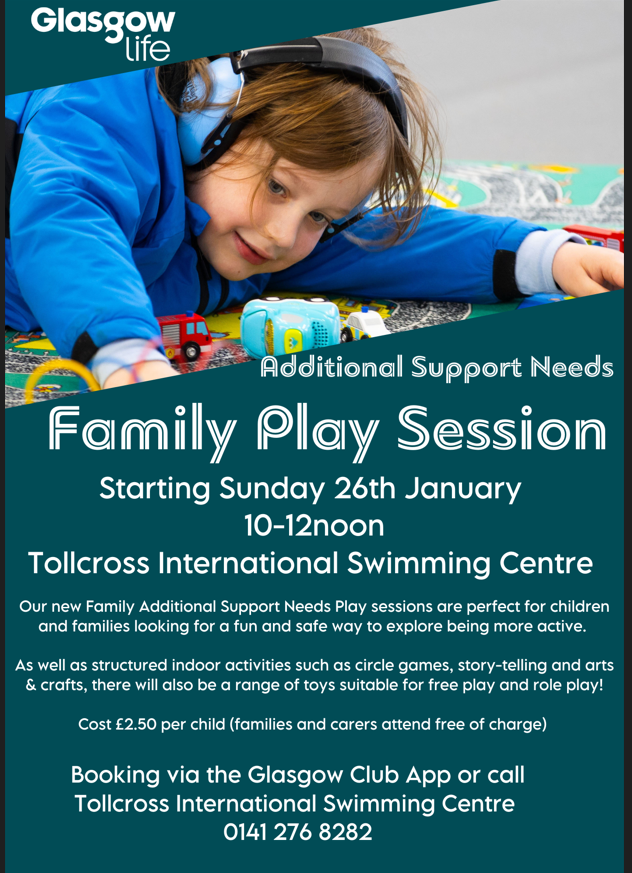 Glasgow
life
Additional Support Needs
Family Play Session
Starting Sunday 26th January
10-12noon
Tollcross International Swimming Centre
Our new Family Additional Support Needs Play sessions are perfect for children
and families looking for a fun and safe way to explore being more active.
As well as structured indoor activities such as circle games, story-telling and arts
& crafts, there will also be a range of toys suitable for free play and role play!
Cost £2.50 per child (families and carers attend free of charge)
Booking via the Glasgow Club App or call
Tollcross International Swimming Centre
0141 276 8282